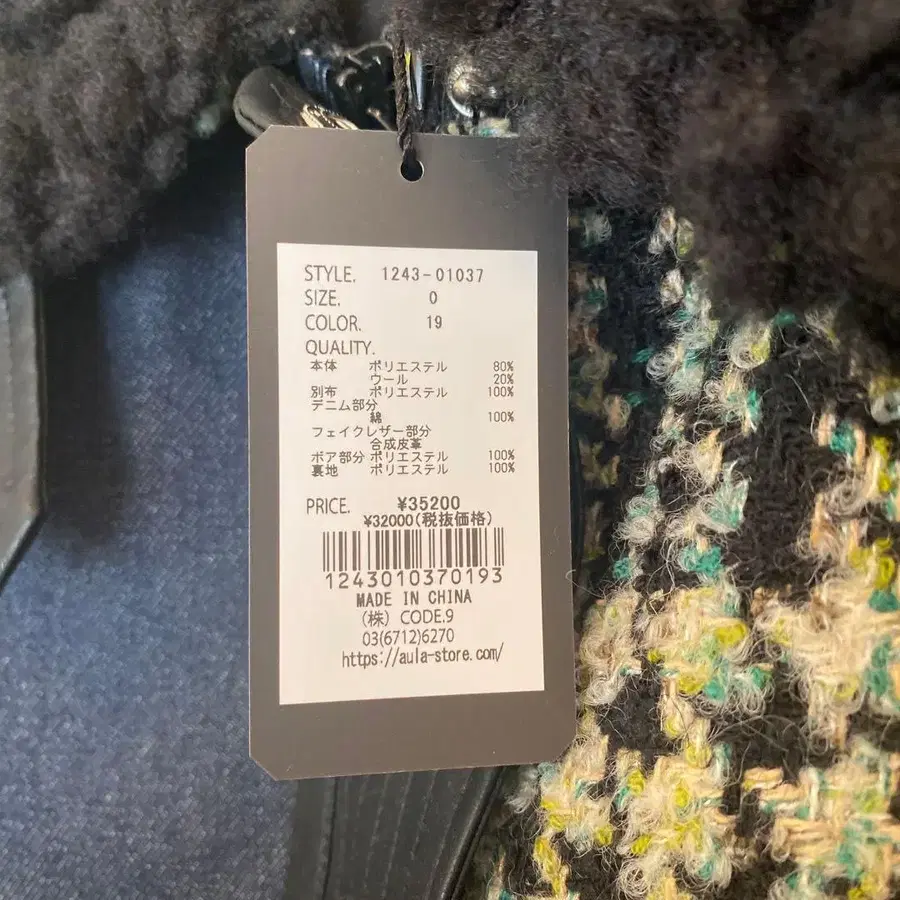 STYLE. 1243-01037
SIZE. 0
COLOR. 19
QUALITY.
本体 ポリエステル 80%
ウール 20%
別布 ポリエステル 100%
デニム部分
綿 100%
フェイクレザー部分
合成皮革
ボア部分 ポリエステル 100%
裏地 ポリエステル 100%
PRICE. ¥35200
¥32000(税抜価格)
1243010370193
MADE IN CHINA
(株) CODE.9
03(6712)6270
https://aula-store.com/